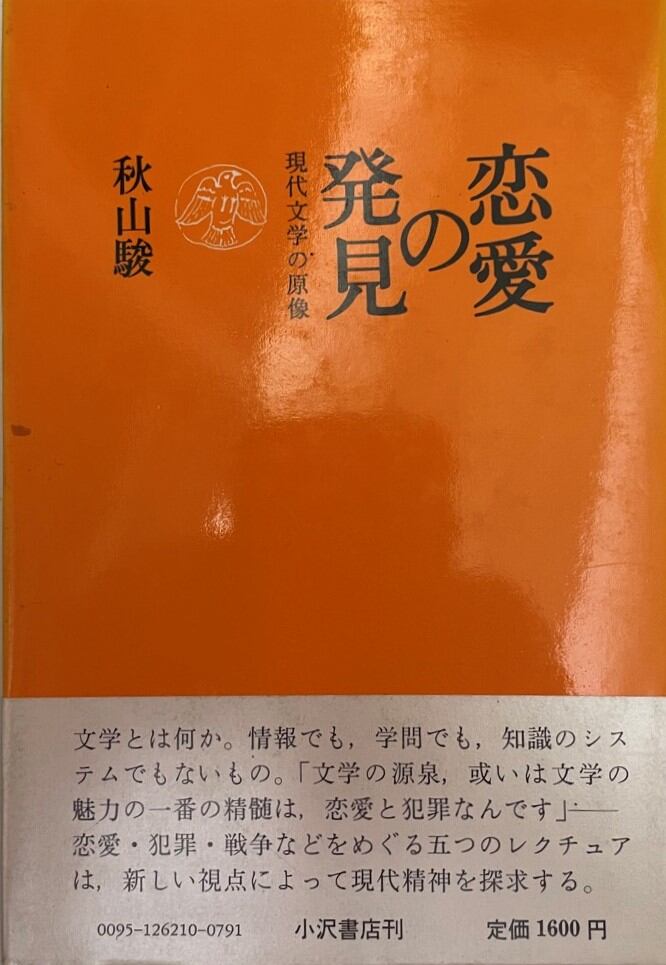 恋愛
の
発見
現代文学の原像
秋山駿
文学とは何か。情報でも，学問でも，知識のシス
テムでもないもの。「文学の源泉，或いは文学の
魅力の一番の精髄は，恋愛と犯罪なんです」――
恋愛・犯罪・戦争などをめぐる五つのレクチュア
は，新しい視点によって現代精神を探求する。
0095-126210-0791 小沢書店刊 定価1600円